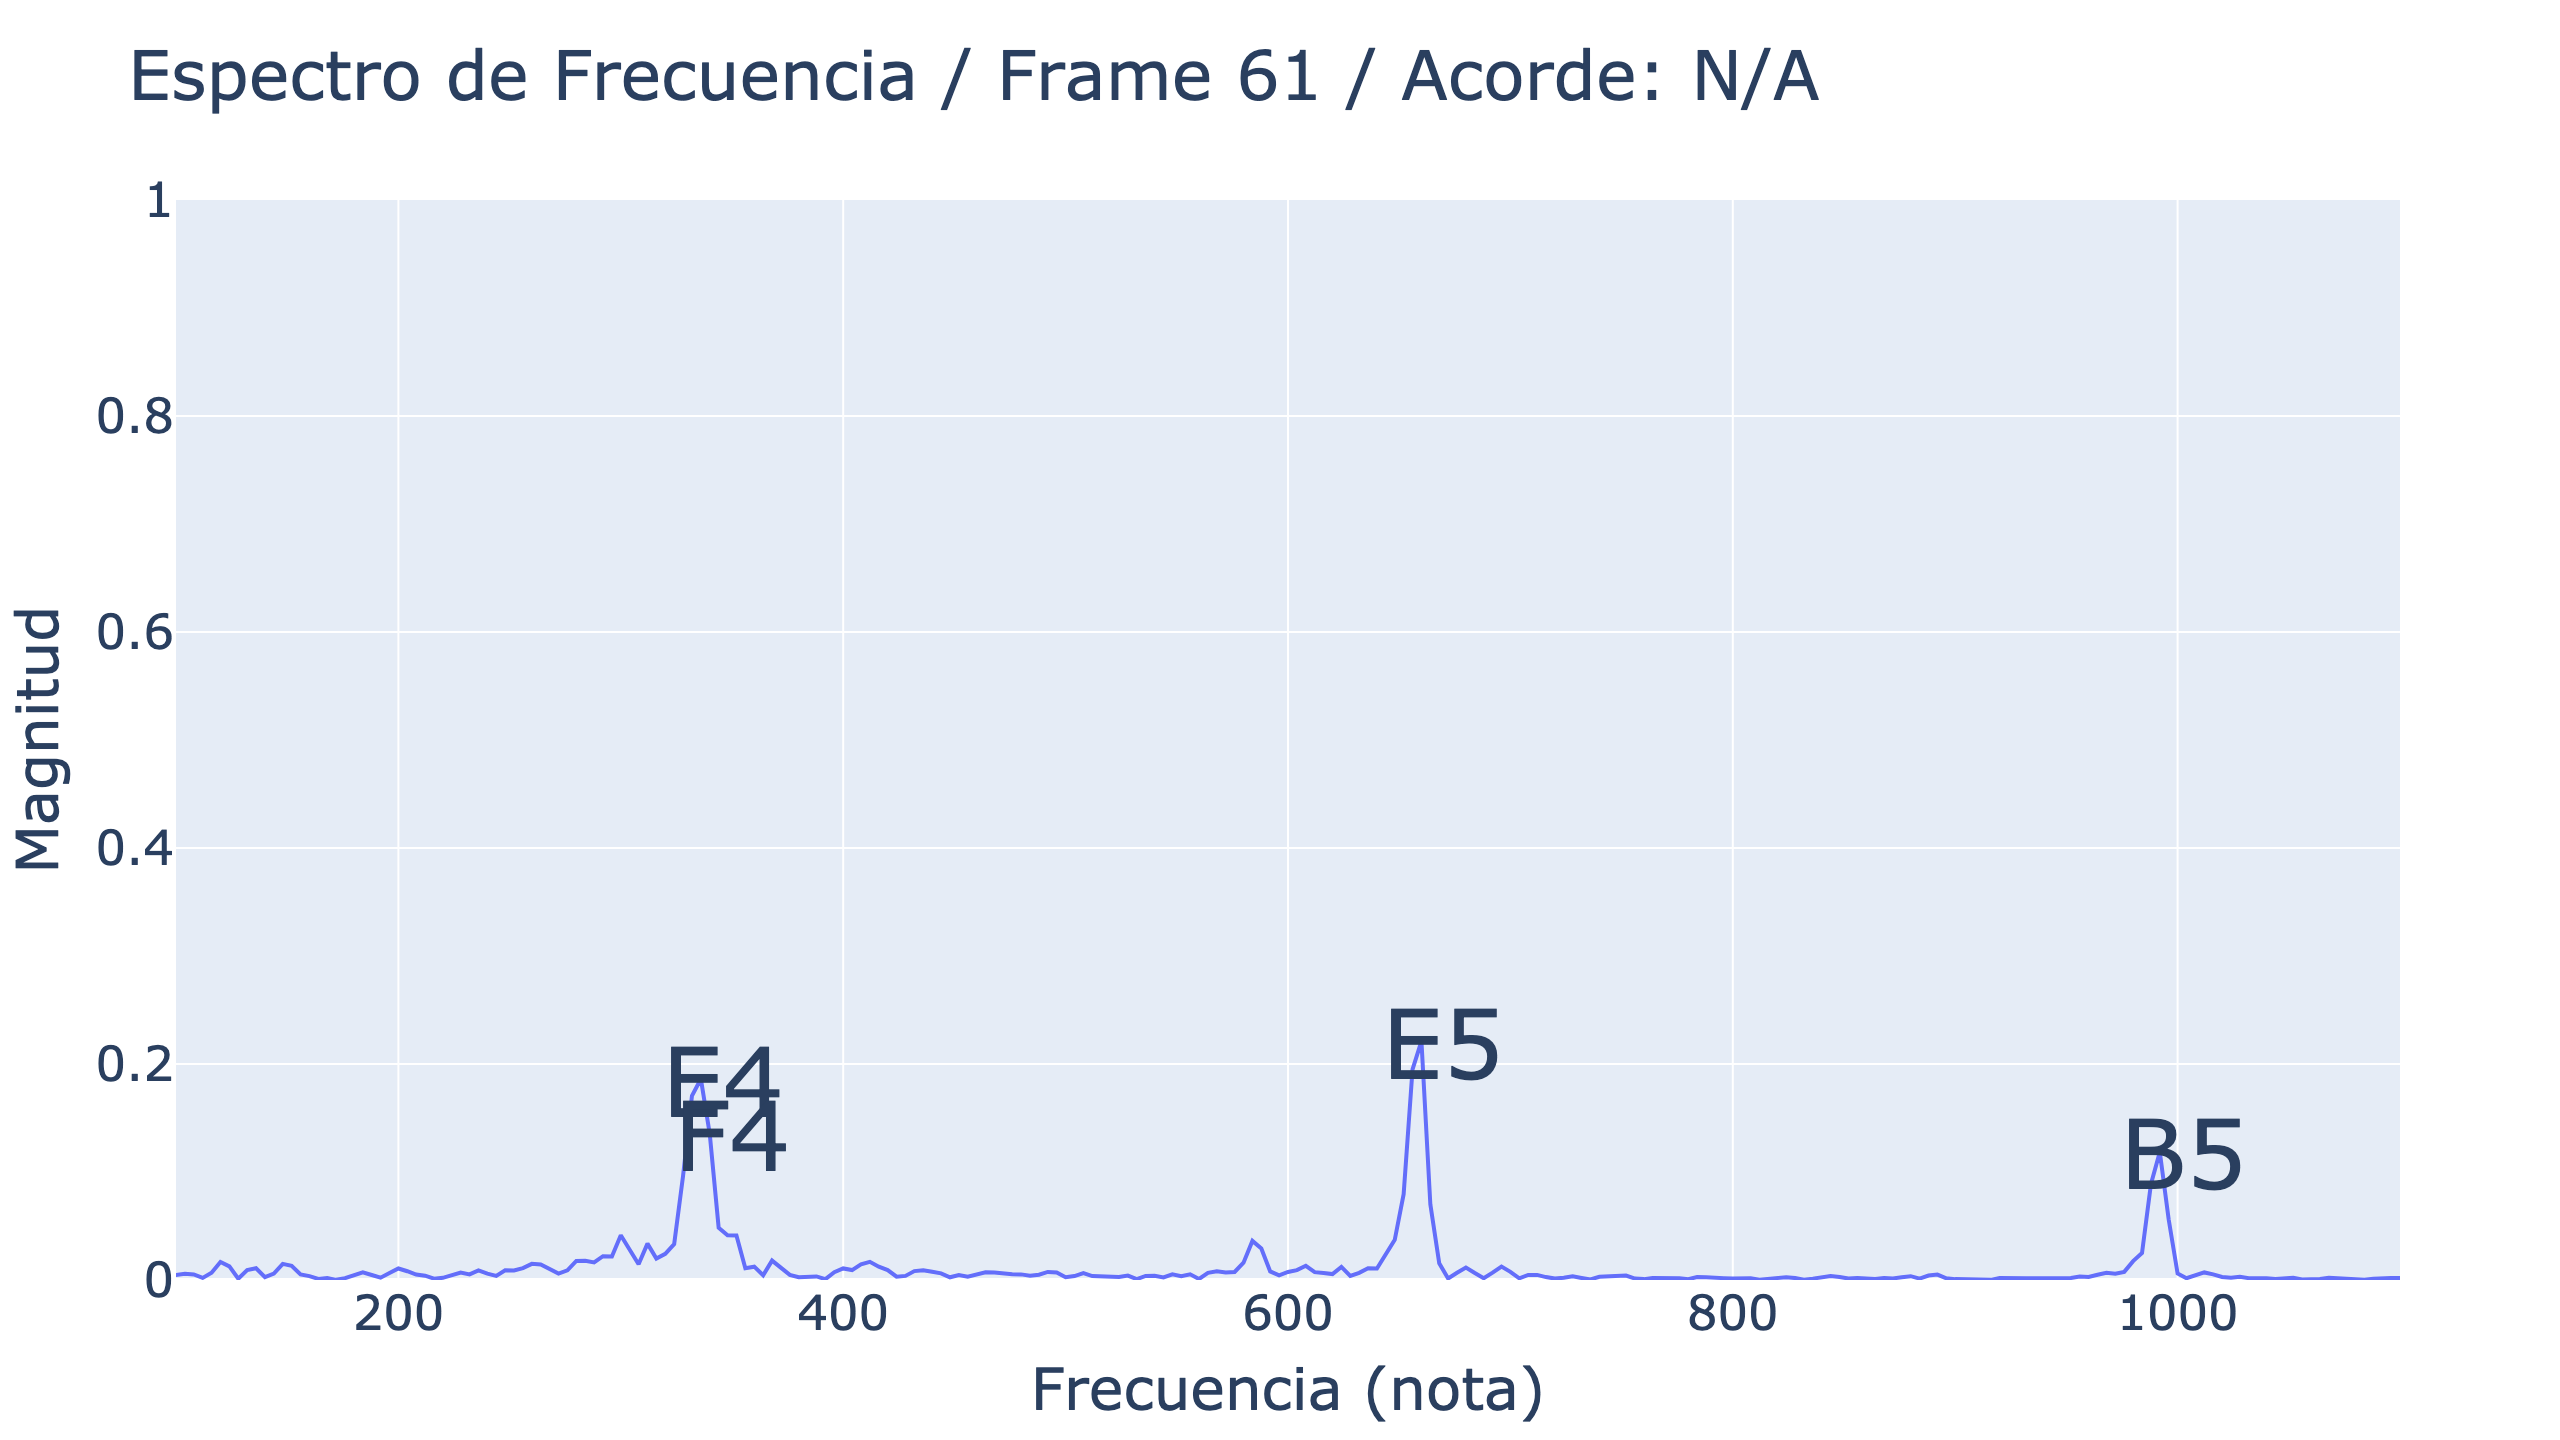 Espectro de Frecuencia / Frame 61 / Acorde: N/A
1
0.8
0.6
0.4
0.2
0
Magnitud
E4
F4
E5
B5
200 400 600 800 1000
Frecuencia (nota)